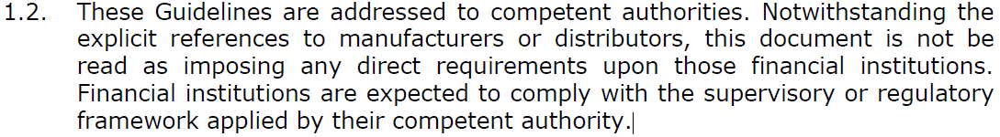 1.2. These Guidelines are addressed to competent authorities. Notwithstanding the
explicit references to manufacturers or distributors, this document is not be
read as imposing any direct requirements upon those financial institutions.
Financial institutions are expected to comply with the supervisory or regulatory
framework applied by their competent authority.